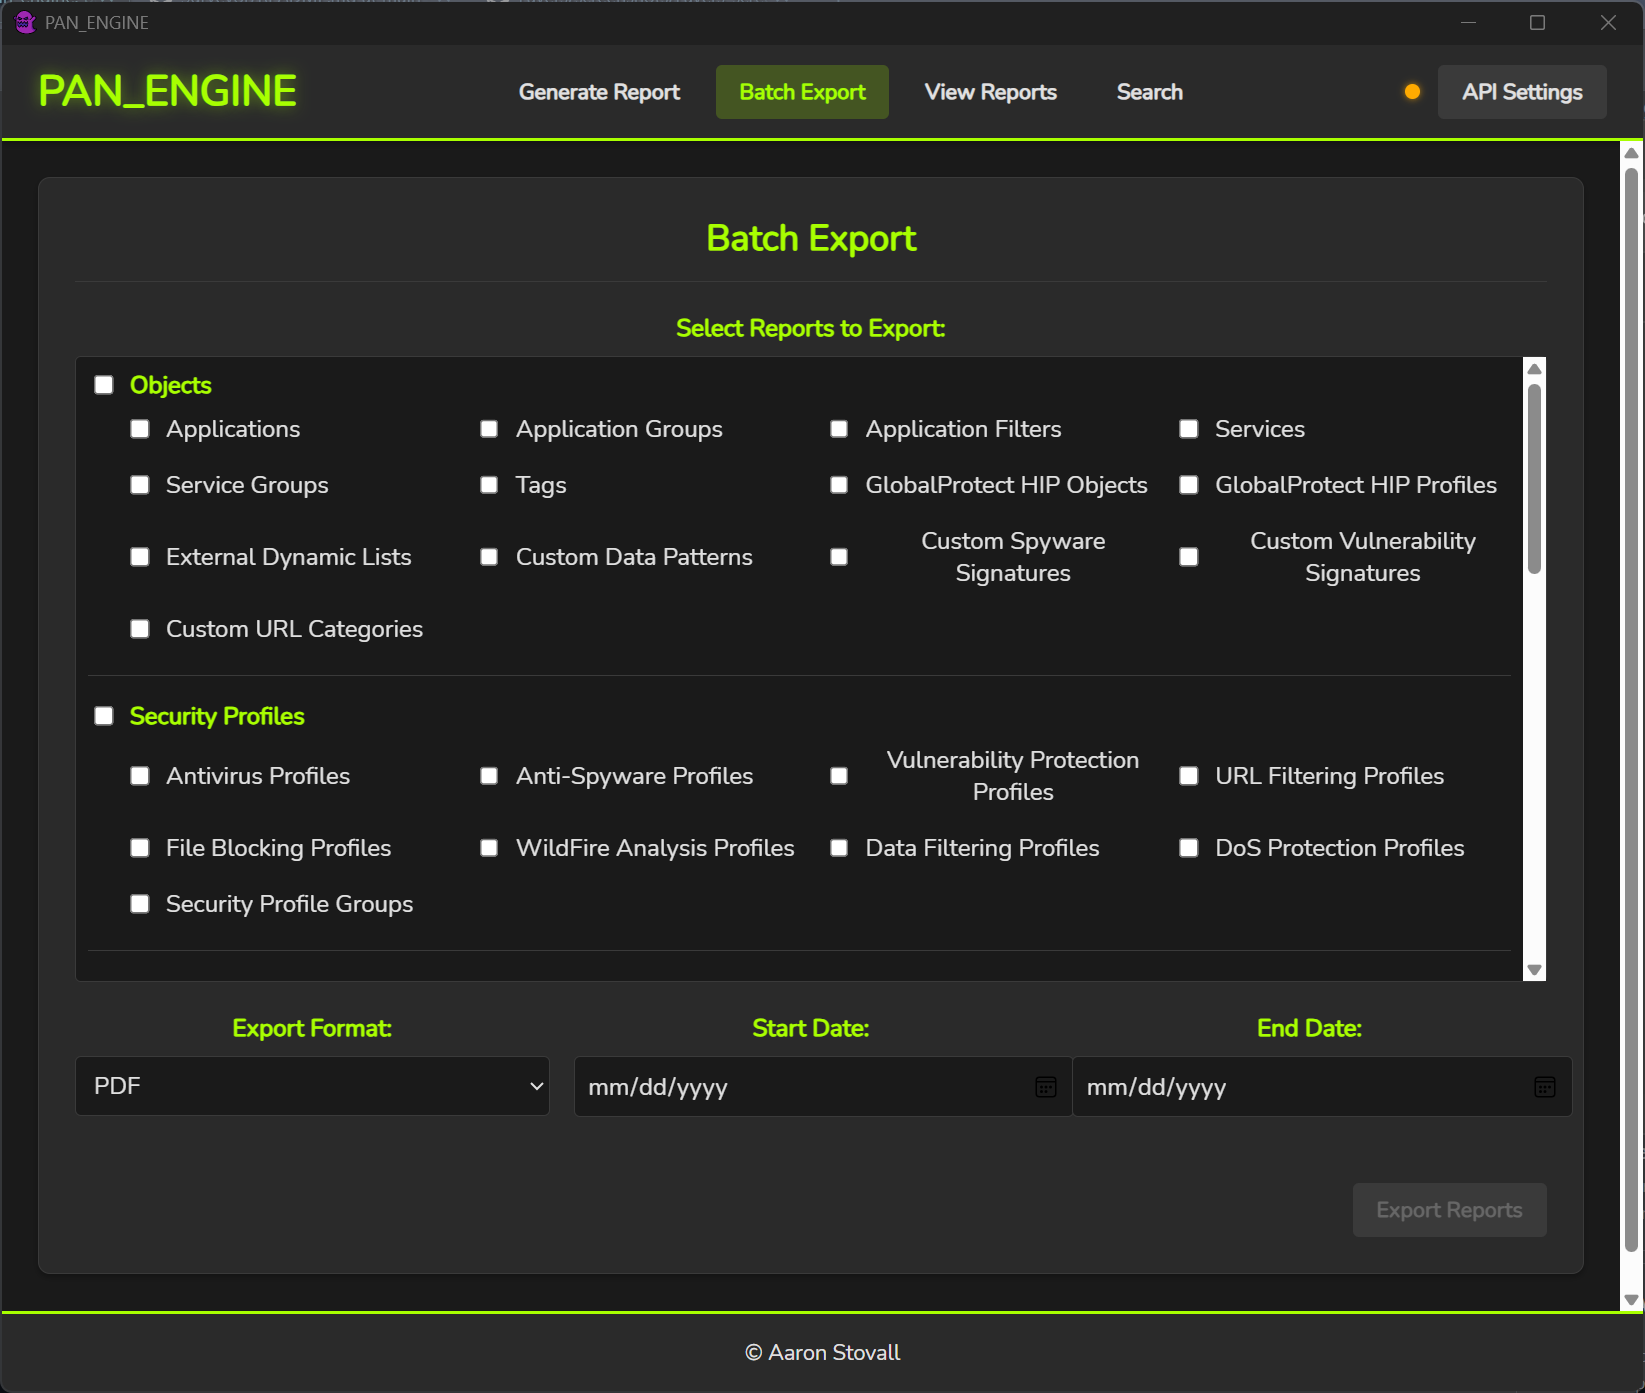 PAN_ENGINE
PAN_ENGINE
Generate Report
Batch Export
View Reports
Search
API Settings
Batch Export
Select Reports to Export:
Objects
Applications
Application Groups
Application Filters
Services
Service Groups
Tags
GlobalProtect HIP Objects
GlobalProtect HIP Profiles
External Dynamic Lists
Custom Data Patterns
Custom Spyware
Signatures
Custom Vulnerability
Signatures
Custom URL Categories
Security Profiles
Antivirus Profiles
Anti-Spyware Profiles
Vulnerability Protection
Profiles
URL Filtering Profiles
File Blocking Profiles
WildFire Analysis Profiles
Data Filtering Profiles
DoS Protection Profiles
Security Profile Groups
Export Format:
Start Date:
End Date:
PDF
mm/dd/yyyy
mm/dd/yyyy
Export Reports
© Aaron Stovall